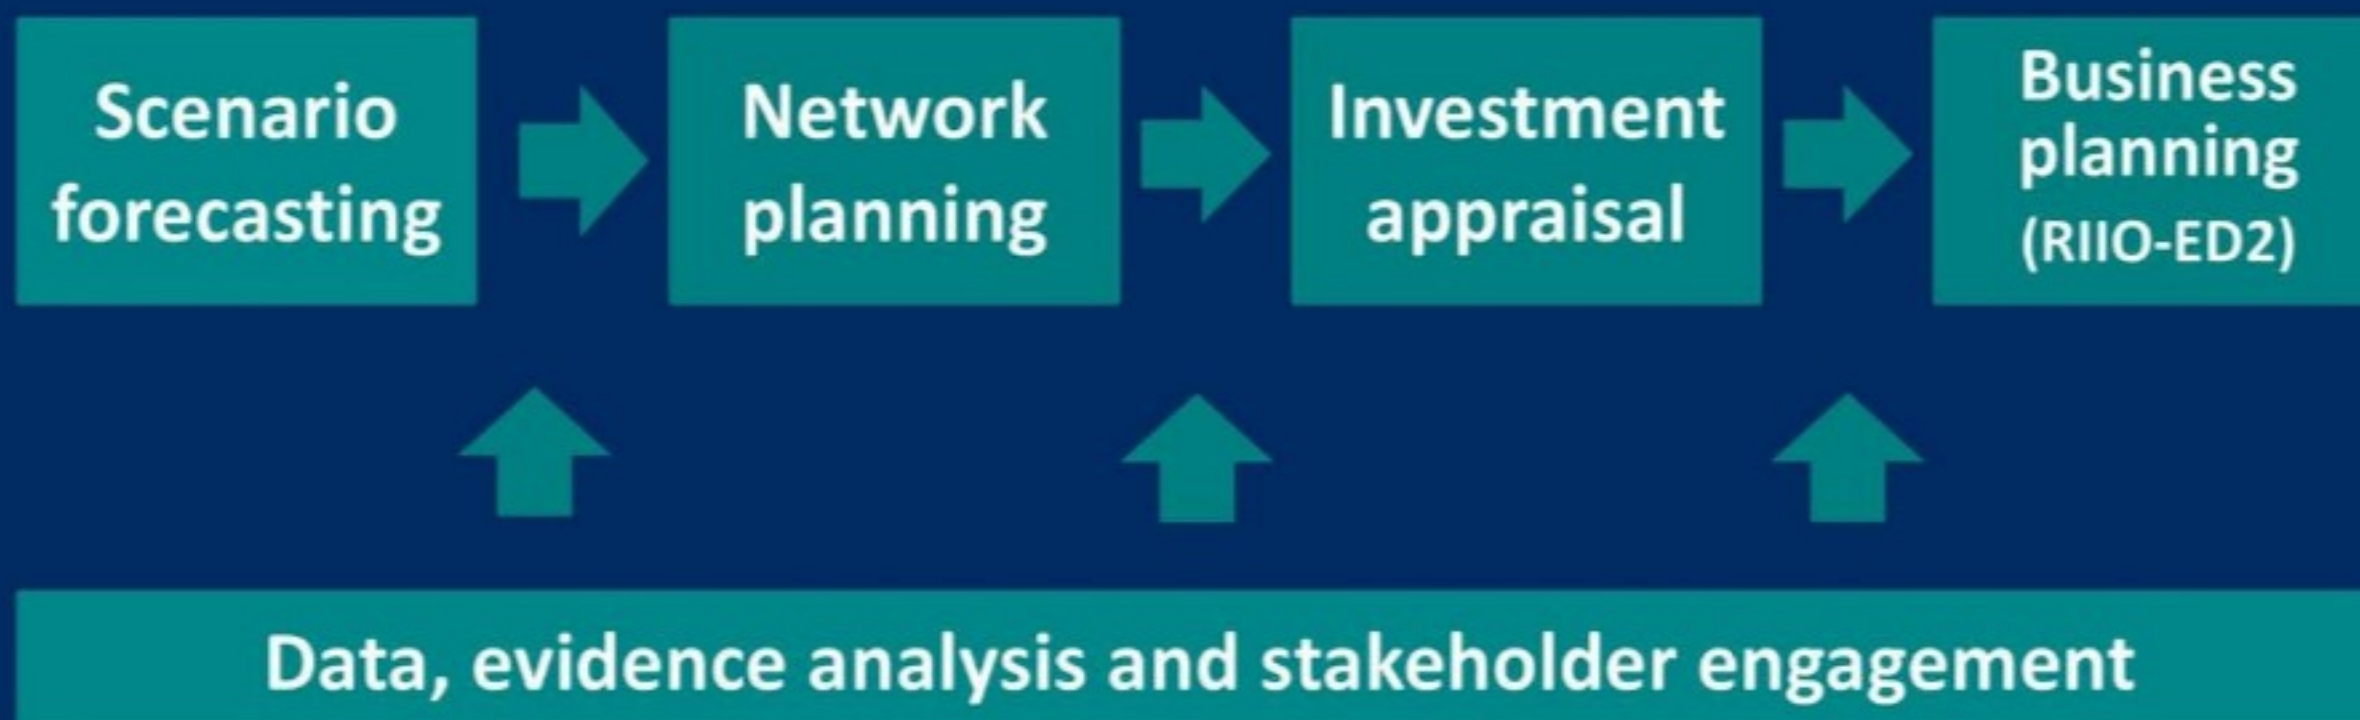 Scenario
forecasting
Network
planning
Investment
appraisal
Business
planning
(RIIO-ED2)
Data, evidence analysis and stakeholder engagement